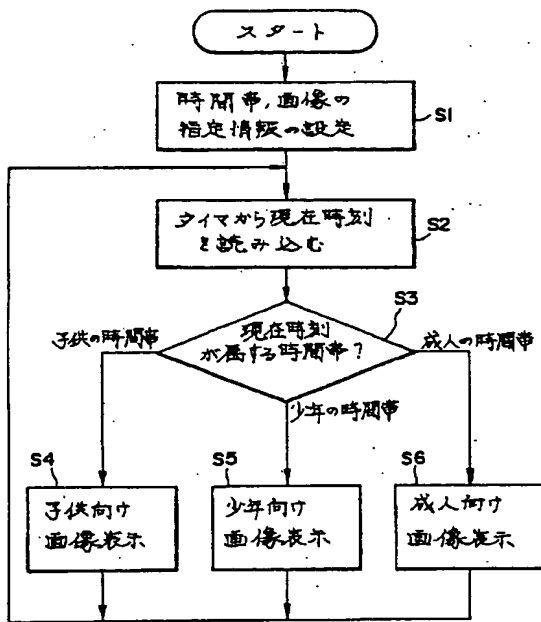 スタート
時間帯,画像の
指定情報の設定
S1
タイマから現在時刻
を読み込む
S2
S3
現在時刻
が属する時間帯?
子供の時間帯
成人の時間帯
少年の時間帯
S4
子供向け
画像表示
S5
少年向け
画像表示
S6
成人向け
画像表示